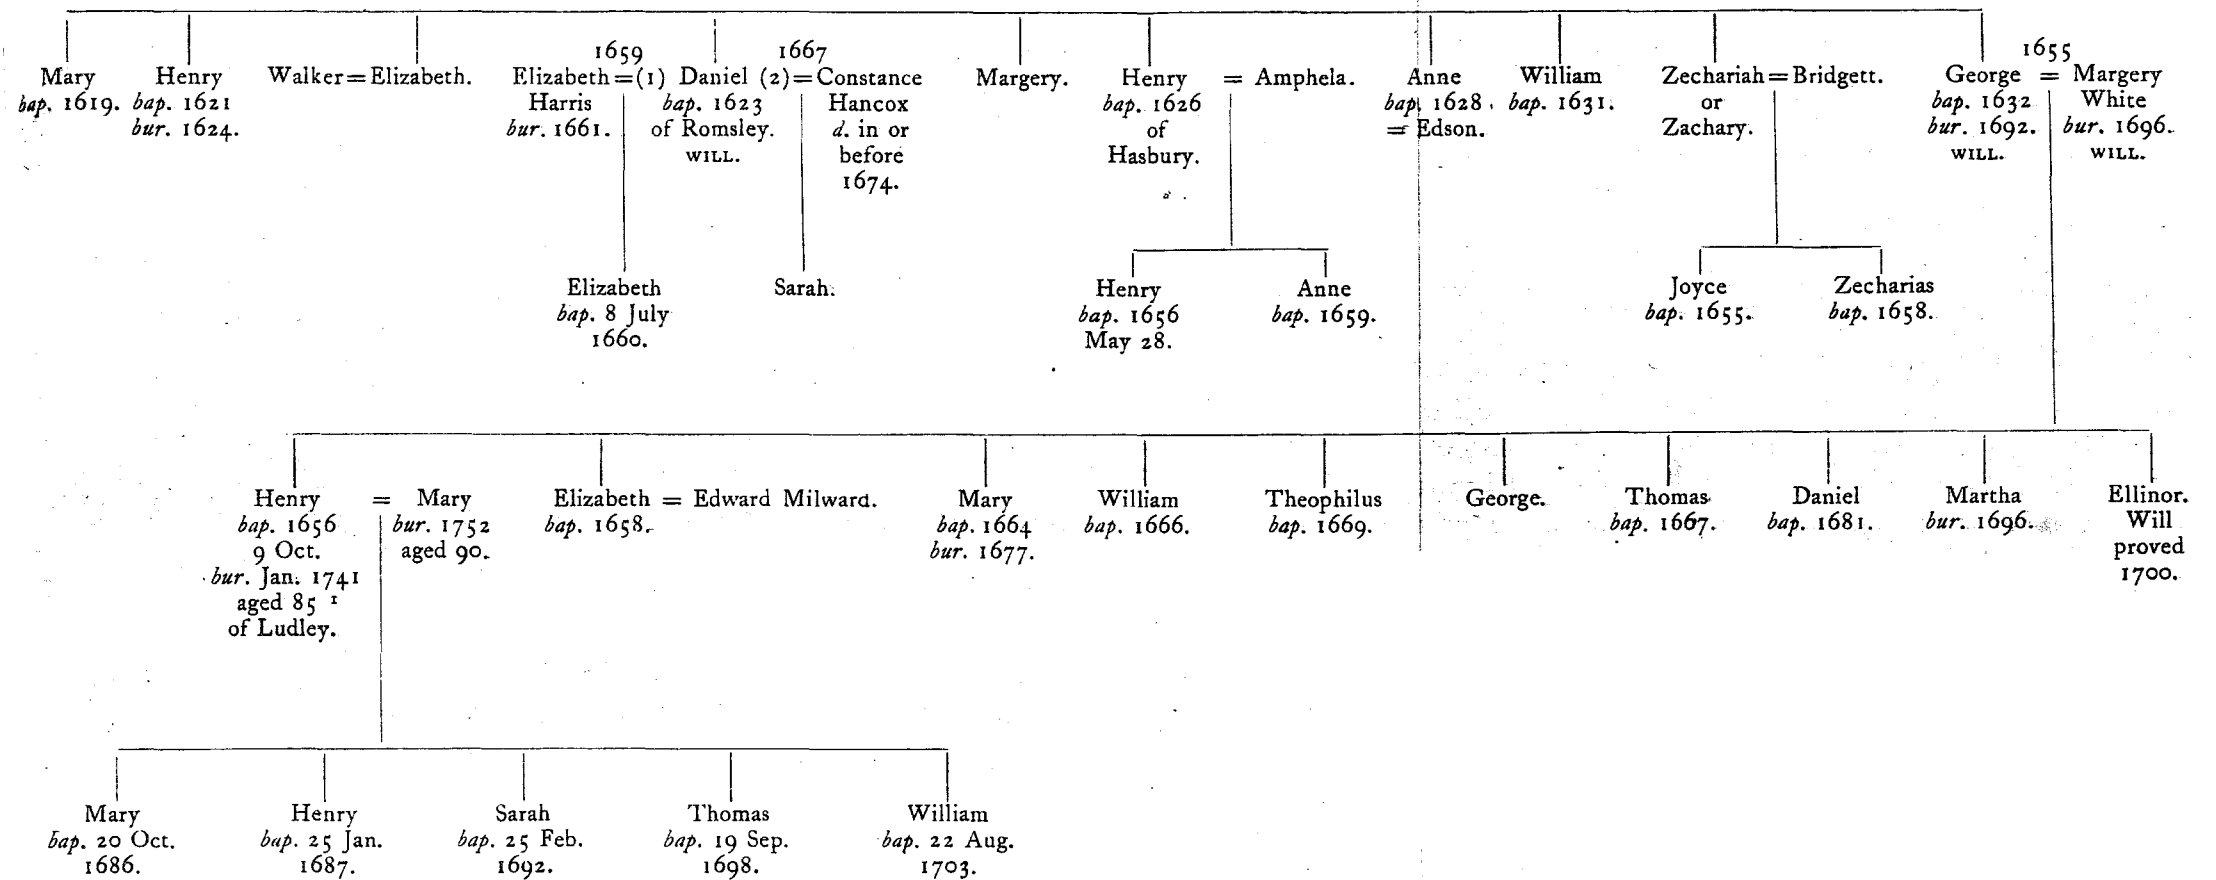 1659 1667 1655
Mary Henry Walker=Elizabeth. Elizabeth=(1) Daniel (2)=Constance Margery. Henry = Amphela. Anne William Zechariah=Bridgett. George = Margery
bap. 1619. bap. 1621 Harris bap. 1623 Hancox bap. 1626 bap. 1628. bap. 1631. or bap. 1632 White
bur. 1624. bur. 1661. of Romsley. d. in or of = Edson. Zachary. bur. 1692. bur. 1696.
WILL. before Hasbury. WILL. WILL.
1674.
Elizabeth Sarah. Henry Anne Joyce Zecharias
bap. 8 July bap. 1656 bap. 1659. bap. 1655. bap. 1658.
1660. May 28.
Henry = Mary Elizabeth = Edward Milward. Mary William Theophilus George. Thomas Daniel Martha Ellinor.
bap. 1656 bur. 1752 bap. 1658. bap. 1664 bap. 1666. bap. 1669. bap. 1667. bap. 1681. bur. 1696. Will
9 Oct. aged 90. bur. 1677. proved
bur. Jan. 1741 1700.
aged 85 1
of Ludley.
Mary Henry Sarah Thomas William
bap. 20 Oct. bap. 25 Jan. bap. 25 Feb. bap. 19 Sep. bap. 22 Aug.
1686. 1687. 1692. 1698. 1703.